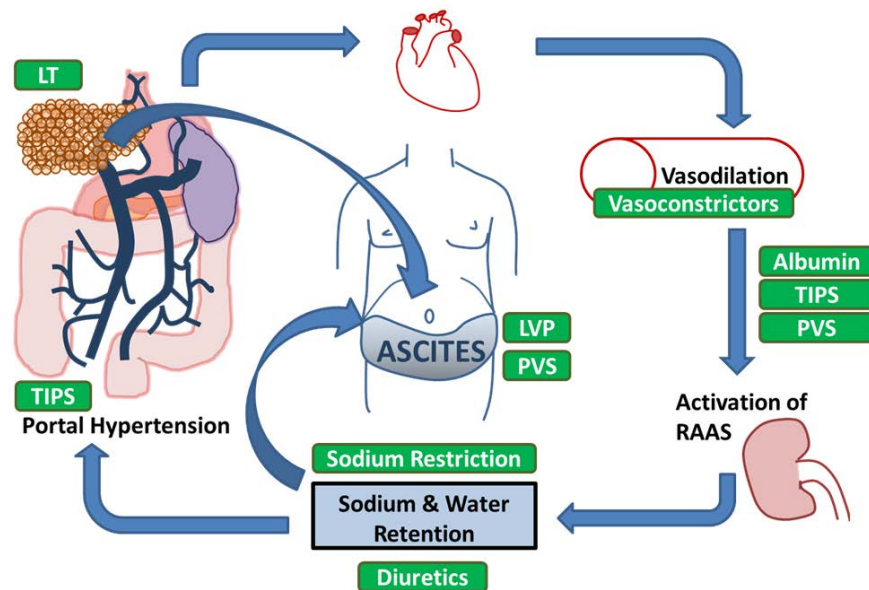 LT
Vasodilation
Vasoconstrictors
Albumin
TIPS
PVS
LVP
ASCITES
PVS
TIPS
Portal Hypertension
Activation of
RAAS
Sodium Restriction
Sodium & Water
Retention
Diuretics